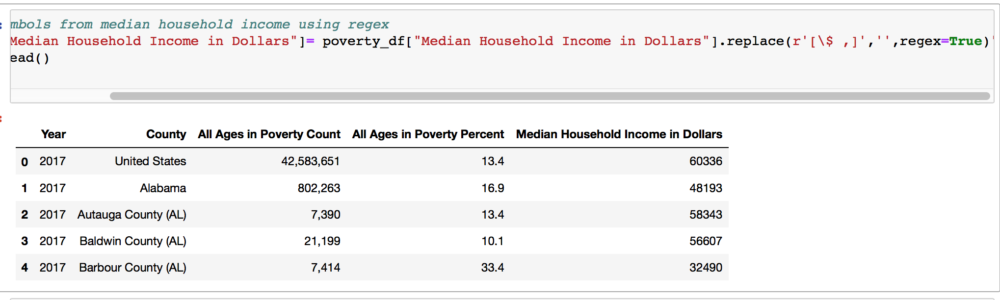 mbols from median household income using regex
Median Household Income in Dollars"]= poverty_df["Median Household Income in Dollars"].replace(r'[\$ ,]','',regex=True)'
ead()
Year County All Ages in Poverty Count All Ages in Poverty Percent Median Household Income in Dollars
0 2017 United States 42,583,651 13.4 60336
1 2017 Alabama 802,263 16.9 48193
2 2017 Autauga County (AL) 7,390 13.4 58343
3 2017 Baldwin County (AL) 21,199 10.1 56607
4 2017 Barbour County (AL) 7,414 33.4 32490